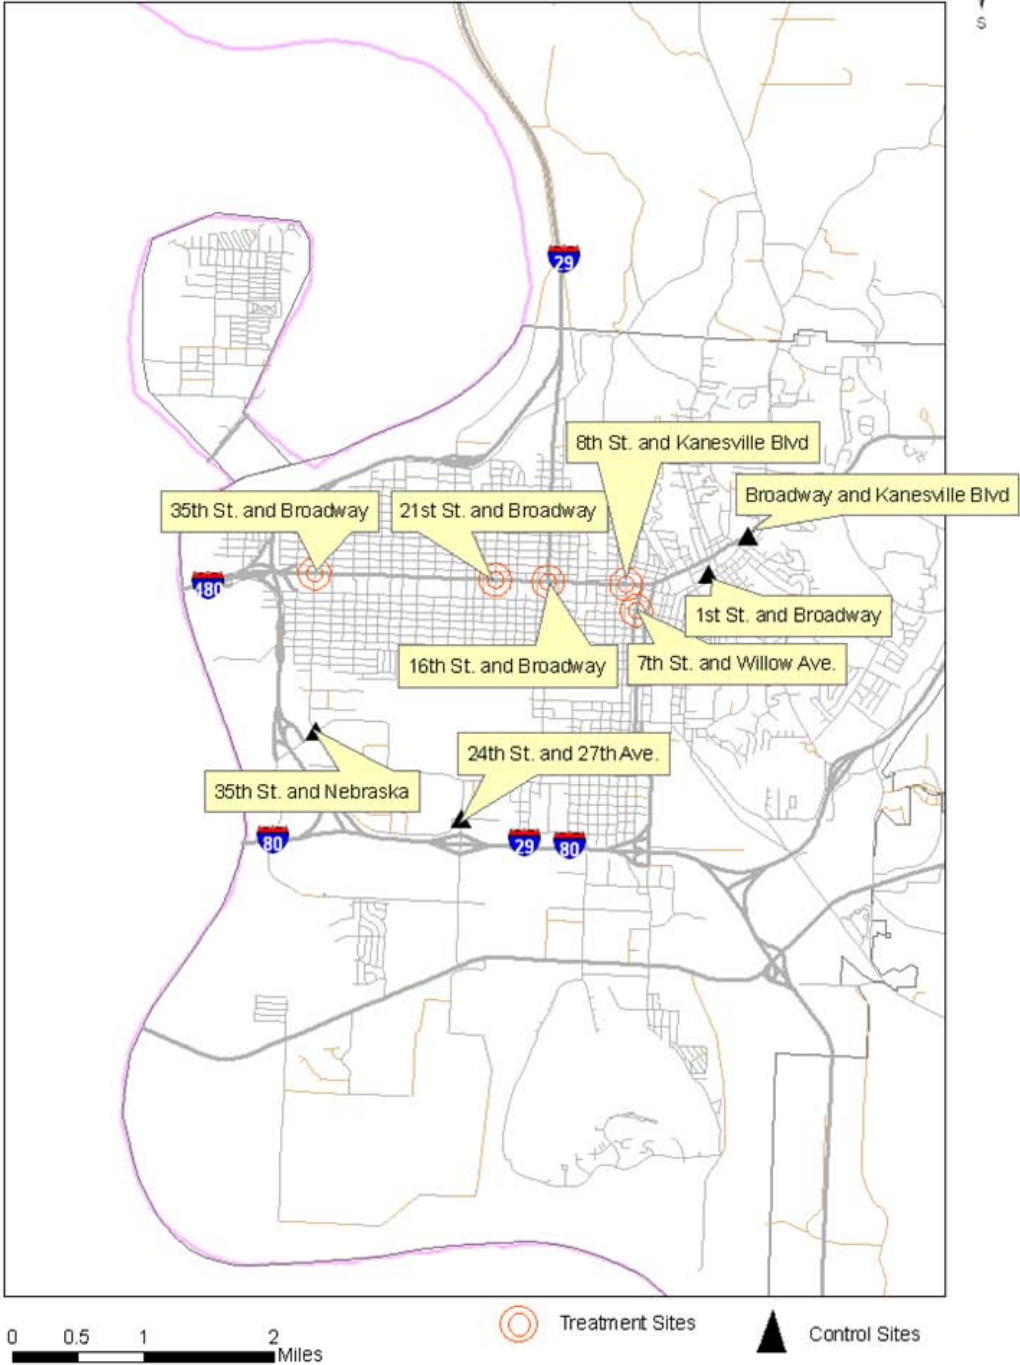 S
29
8th St. and Kanesville Blvd
Broadway and Kanesville Blvd
35th St. and Broadway
21st St. and Broadway
480
1st St. and Broadway
16th St. and Broadway
7th St. and Willow Ave.
24th St. and 27th Ave.
35th St. and Nebraska
80
29
80
Treatment Sites
Control Sites
0 0.5 1 2
Miles